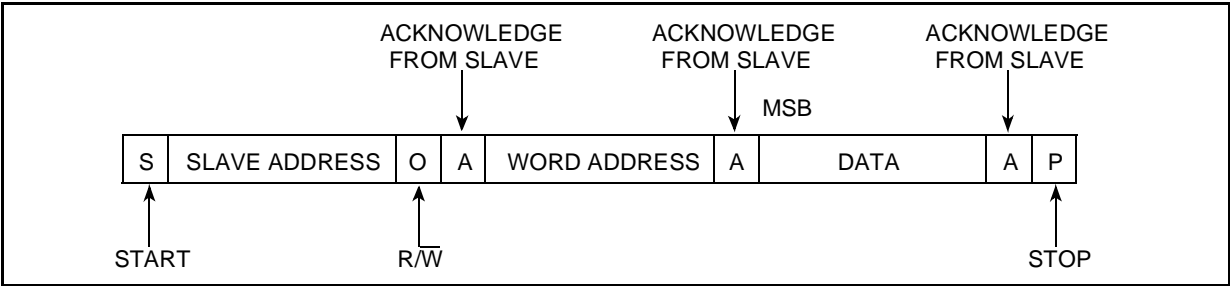 ACKNOWLEDGE
FROM SLAVE
ACKNOWLEDGE
FROM SLAVE
ACKNOWLEDGE
FROM SLAVE
MSB
S SLAVE ADDRESS O A WORD ADDRESS A DATA A P
START
R/W̅
STOP